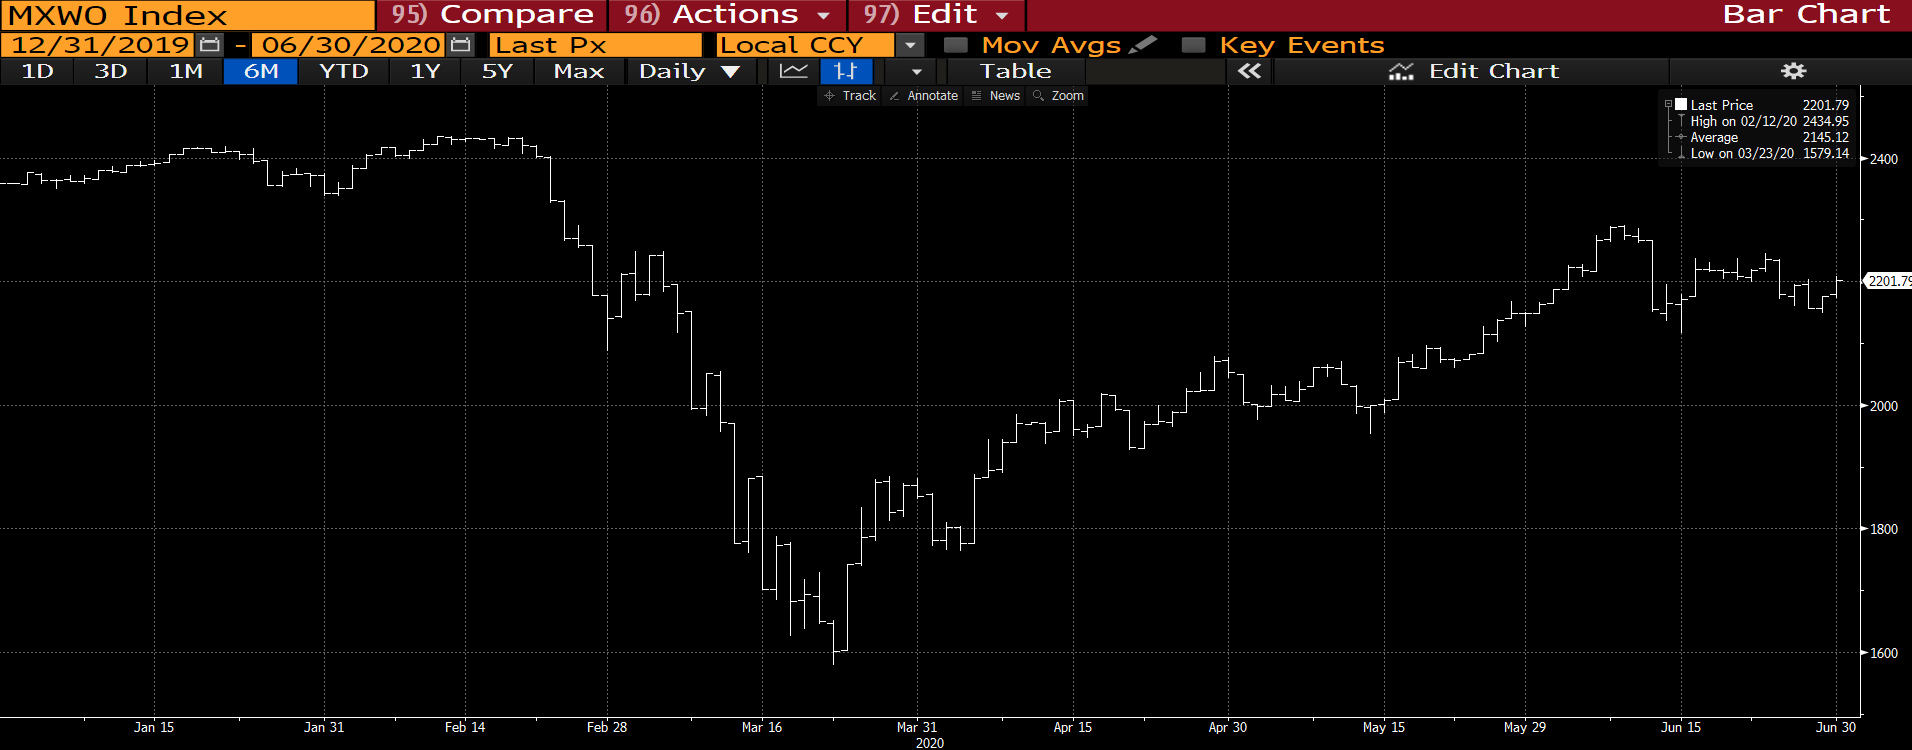 MXWO Index 95) Compare 96) Actions 97) Edit Bar Chart
12/31/2019 - 06/30/2020 Last Px Local CCY Mov Avgs Key Events
1D 3D 1M 6M YTD 1Y 5Y Max Daily Table Edit Chart
Track Annotate News Zoom
Last Price 2201.79
High on 02/12/20 2434.95
Average 2145.12
Low on 03/23/20 1579.14
2400
2201.79
2000
1800
1600
Jan 15 Jan 31 Feb 14 Feb 28 Mar 16 Mar 31 Apr 15 Apr 30 May 15 May 29 Jun 15 Jun 30
2020